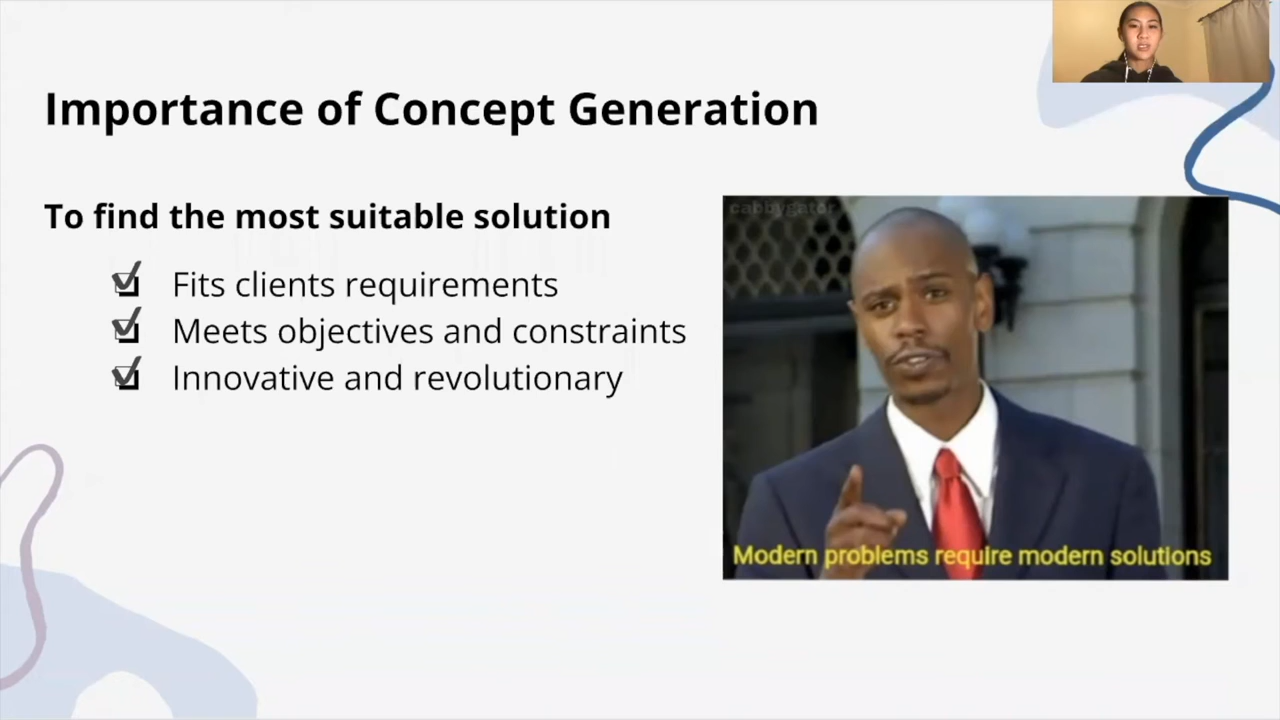 Importance of Concept Generation
To find the most suitable solution
Fits clients requirements
Meets objectives and constraints
Innovative and revolutionary
cabbygator
Modern problems require modern solutions